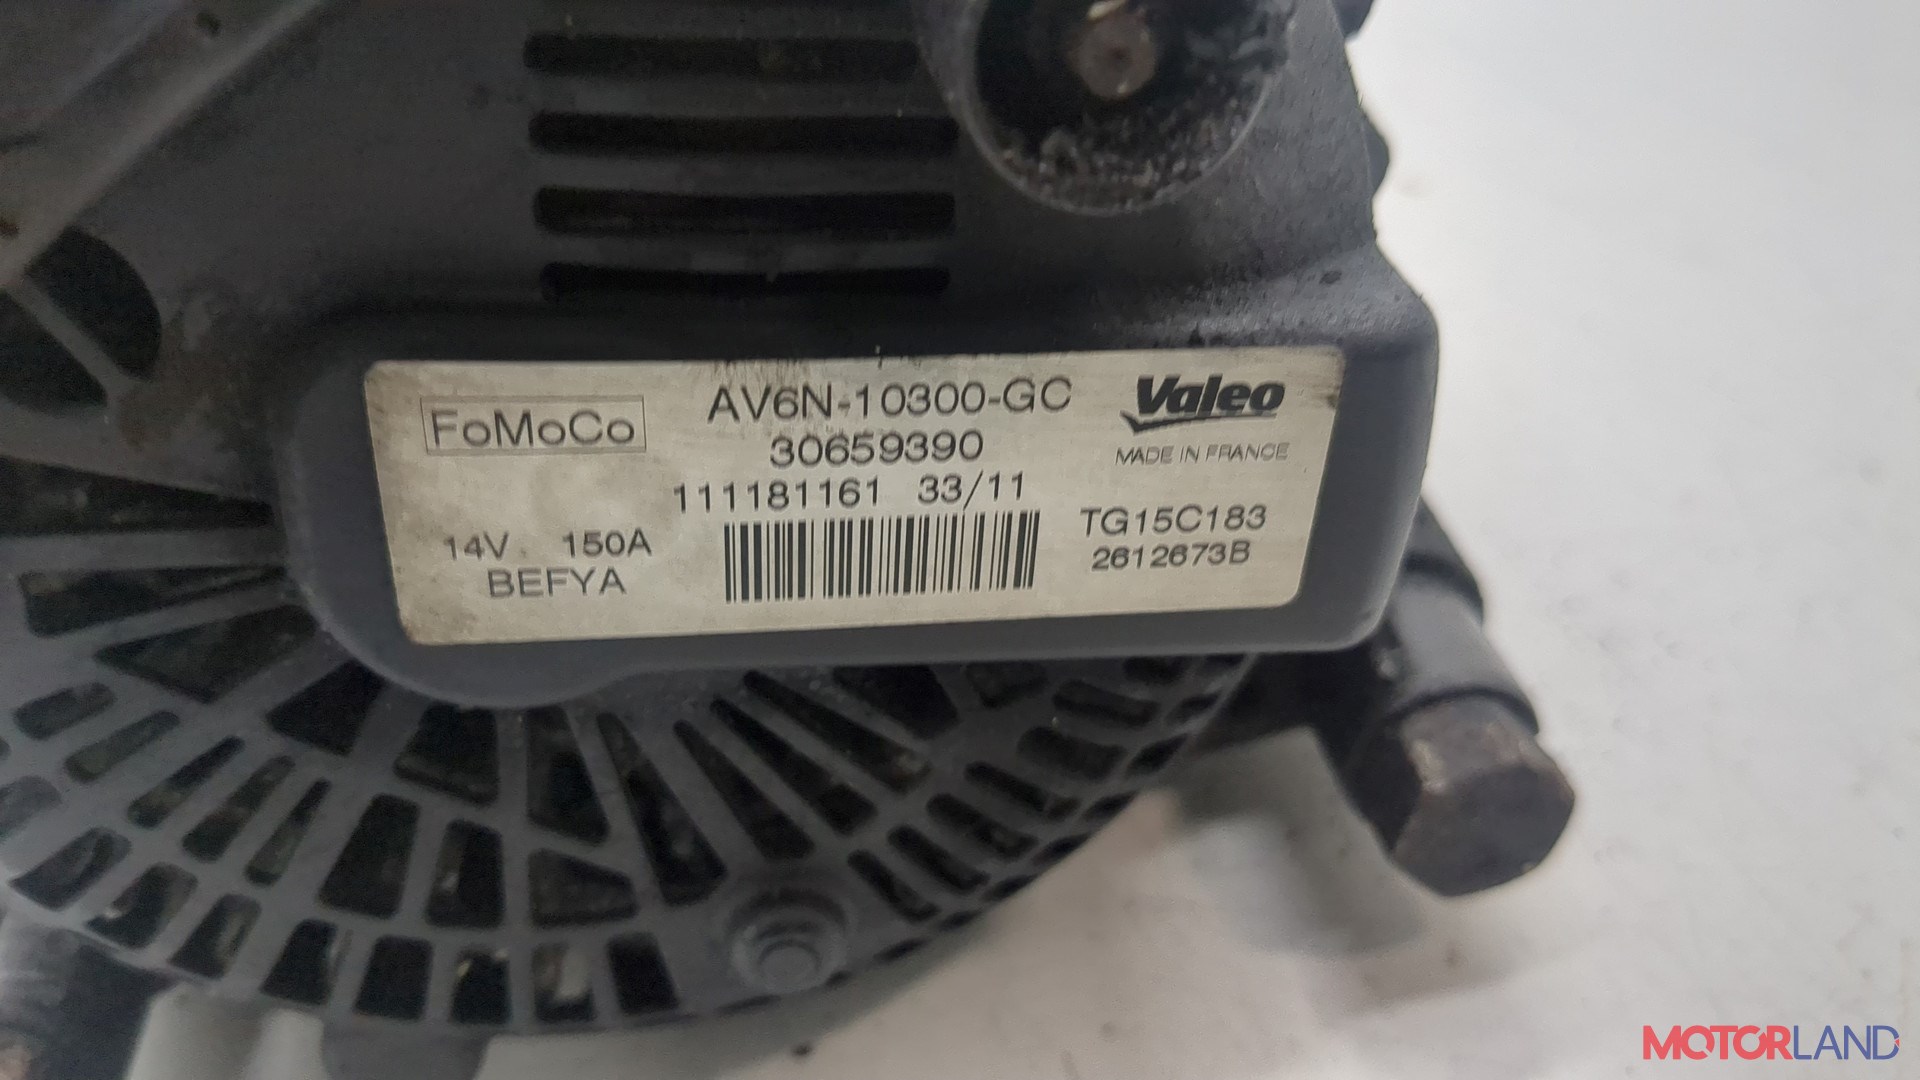 FoMoCo
AV6N-10300-GC
30659390
111181161 33/11
14V 150A
BEFYA
Valeo
MADE IN FRANCE
TG15C183
2612673B
MOTORLAND